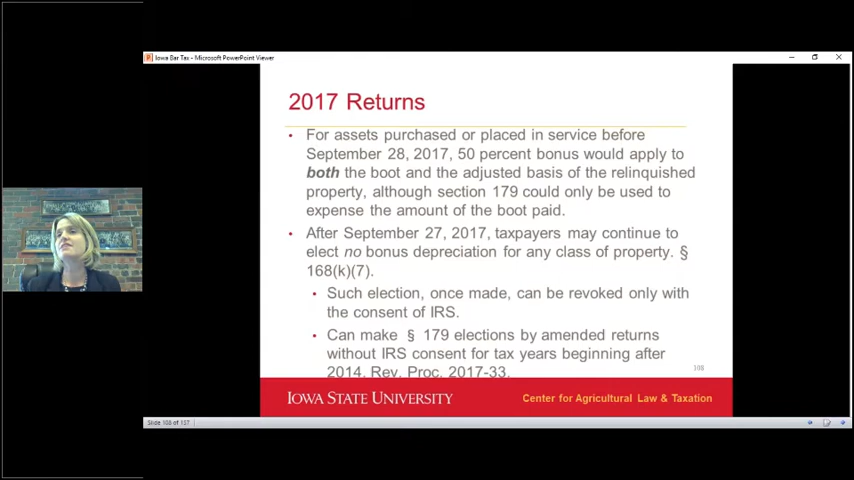 Iowa Bar Tax - Microsoft PowerPoint Viewer
2017 Returns
• For assets purchased or placed in service before
September 28, 2017, 50 percent bonus would apply to
both the boot and the adjusted basis of the relinquished
property, although section 179 could only be used to
expense the amount of the boot paid.
• After September 27, 2017, taxpayers may continue to
elect no bonus depreciation for any class of property. §
168(k)(7).
• Such election, once made, can be revoked only with
the consent of IRS.
• Can make § 179 elections by amended returns
without IRS consent for tax years beginning after
2014. Rev. Proc. 2017-33.
108
IOWA STATE UNIVERSITY
Center for Agricultural Law & Taxation
Slide 108 of 157